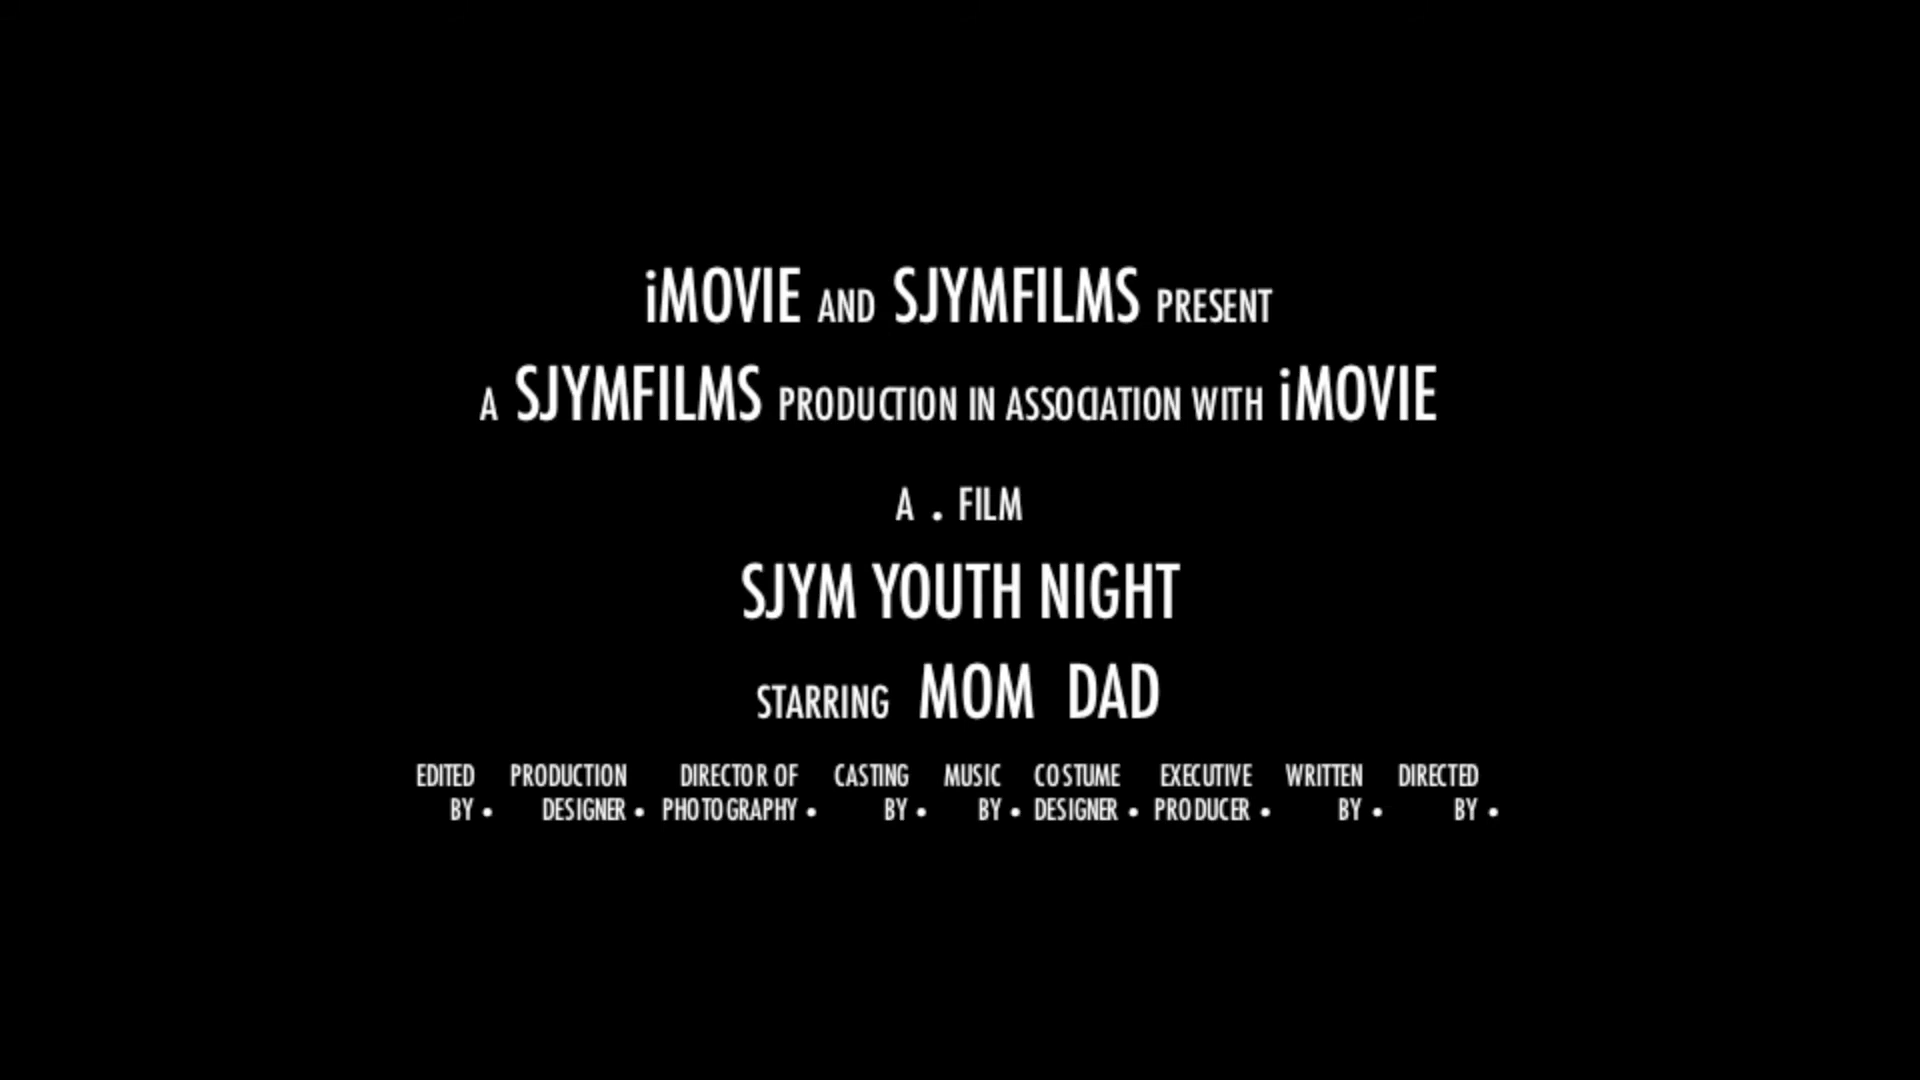 iMOVIE AND SJYMFILMS PRESENT
A SJYMFILMS PRODUCTION IN ASSOCIATION WITH iMOVIE
A . FILM
SJYM YOUTH NIGHT
STARRING MOM DAD
EDITED BY . PRODUCTION DESIGNER . DIRECTOR OF PHOTOGRAPHY . CASTING BY . MUSIC BY . COSTUME DESIGNER . EXECUTIVE PRODUCER . WRITTEN BY . DIRECTED BY .